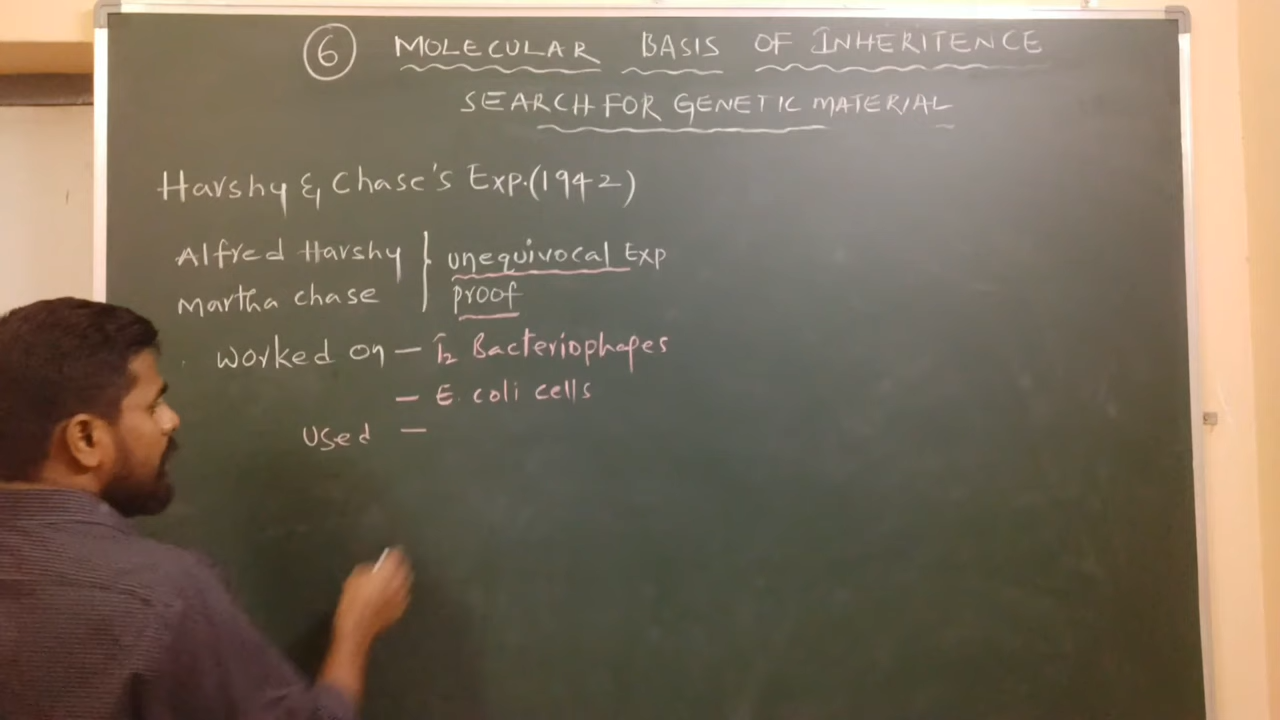 6 MOLECULAR BASIS OF INHERITENCE
SEARCH FOR GENETIC MATERIAL
Harshy & Chase's Exp.(1942)
Alfred Harshy } unequivocal Exp
Martha chase proof
Worked on — T2 Bacteriophages
— E. coli cells
Used —